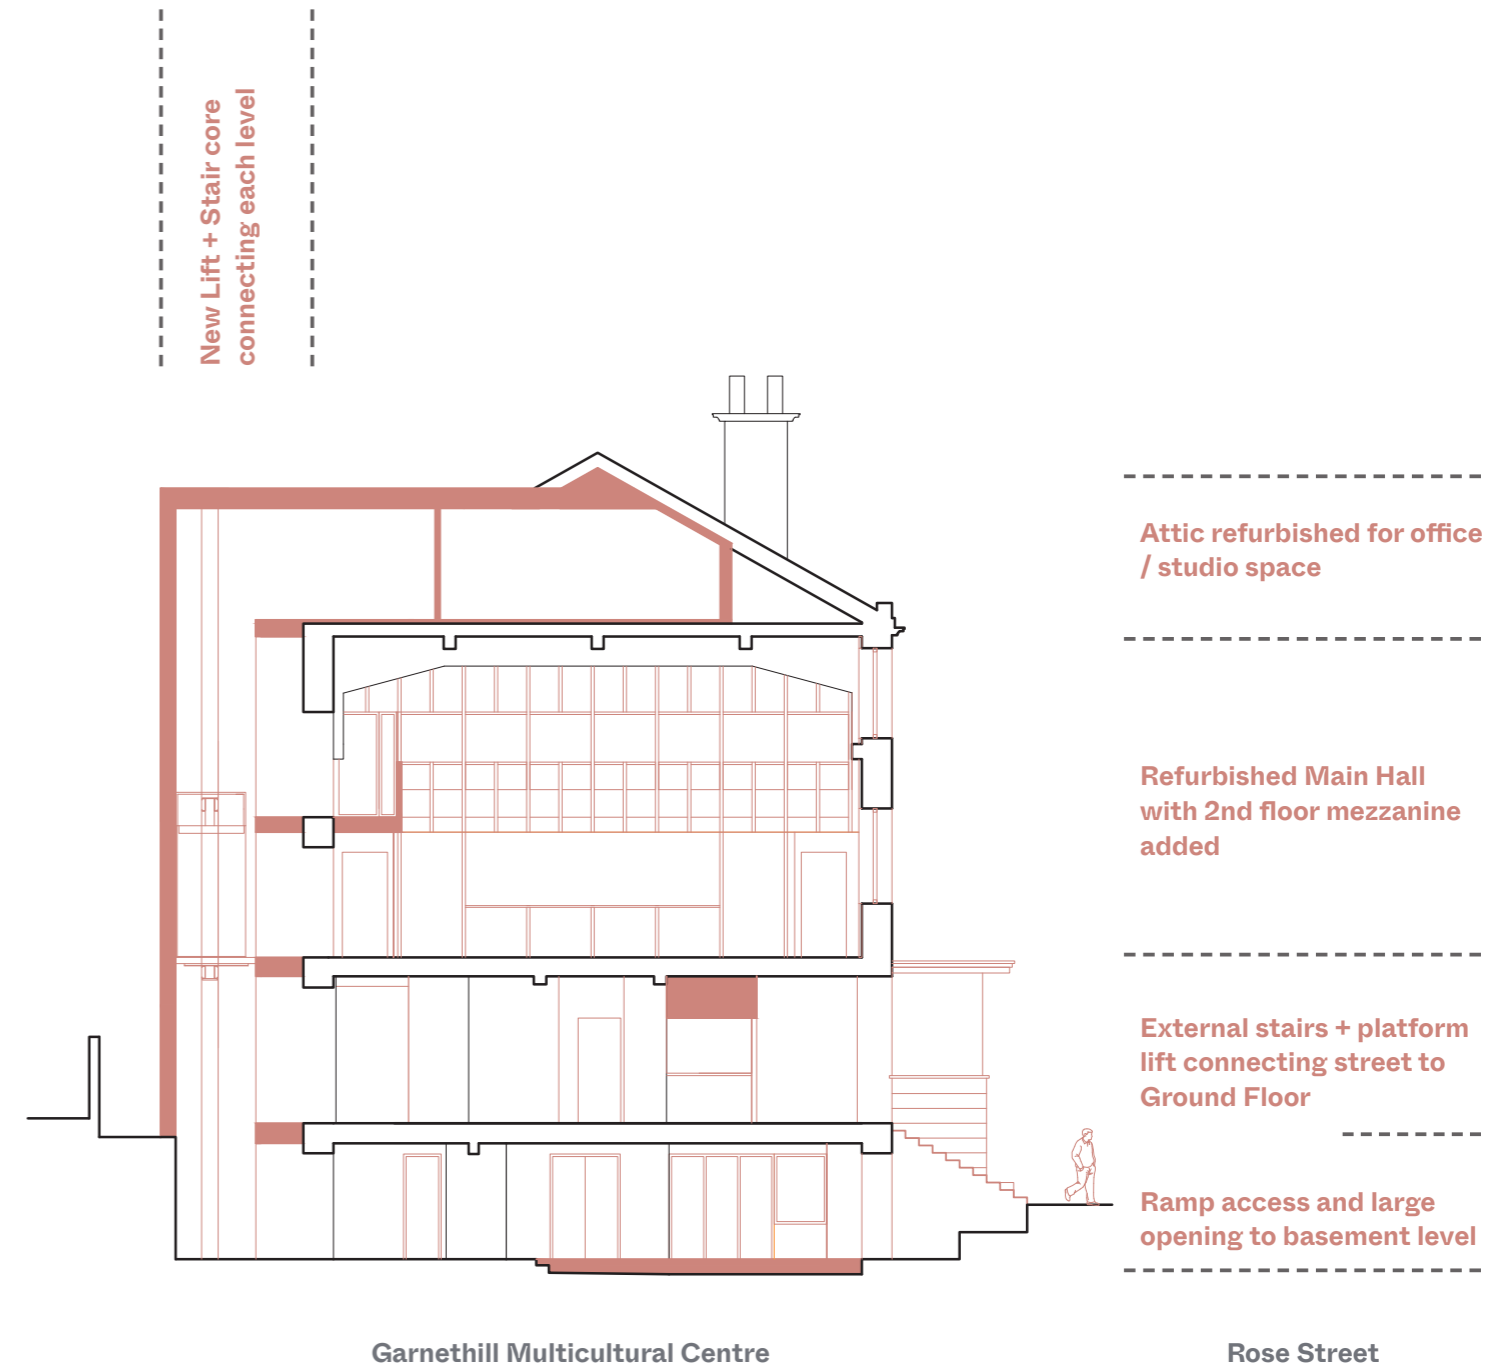 New Lift + Stair core
connecting each level
Attic refurbished for office
/ studio space
Refurbished Main Hall
with 2nd floor mezzanine
added
External stairs + platform
lift connecting street to
Ground Floor
Ramp access and large
opening to basement level
Garnethill Multicultural Centre
Rose Street